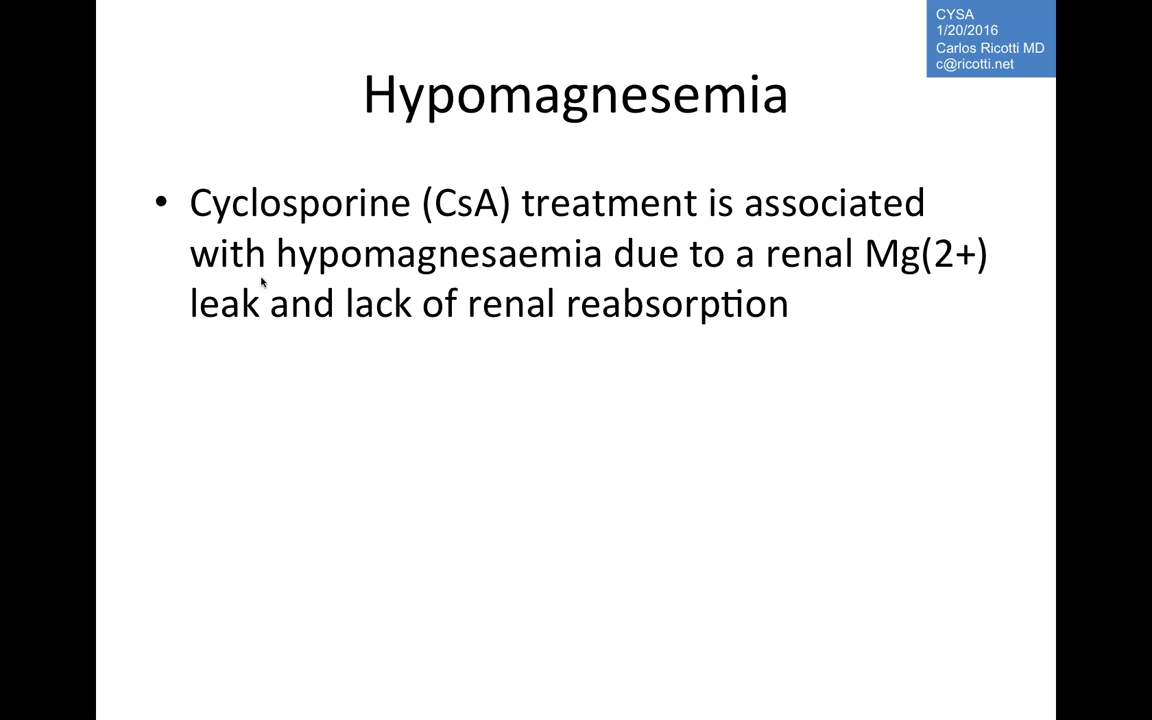 CYSA
1/20/2016
Carlos Ricotti MD
c@ricotti.net
Hypomagnesemia
• Cyclosporine (CsA) treatment is associated
with hypomagnesaemia due to a renal Mg(2+)
leak and lack of renal reabsorption